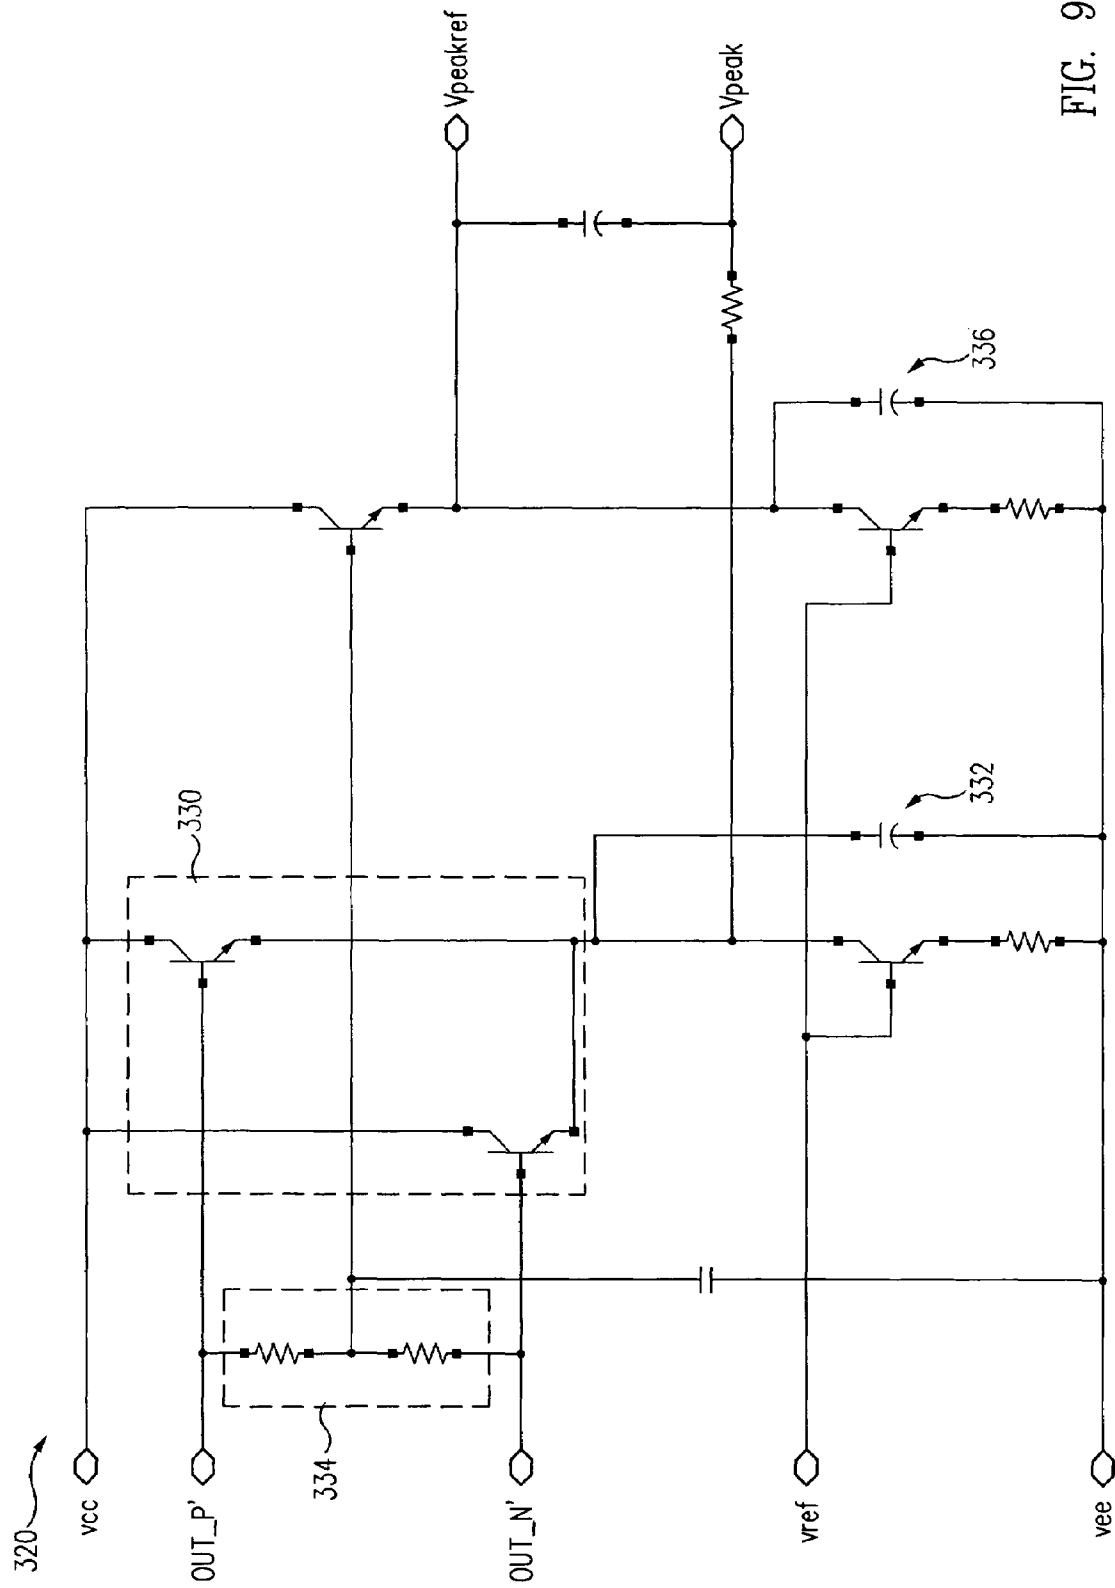 320
vcc
OUT_P'
334
OUT_N'
vref
vee
330
332
336
Vpeakref
Vpeak
FIG. 9